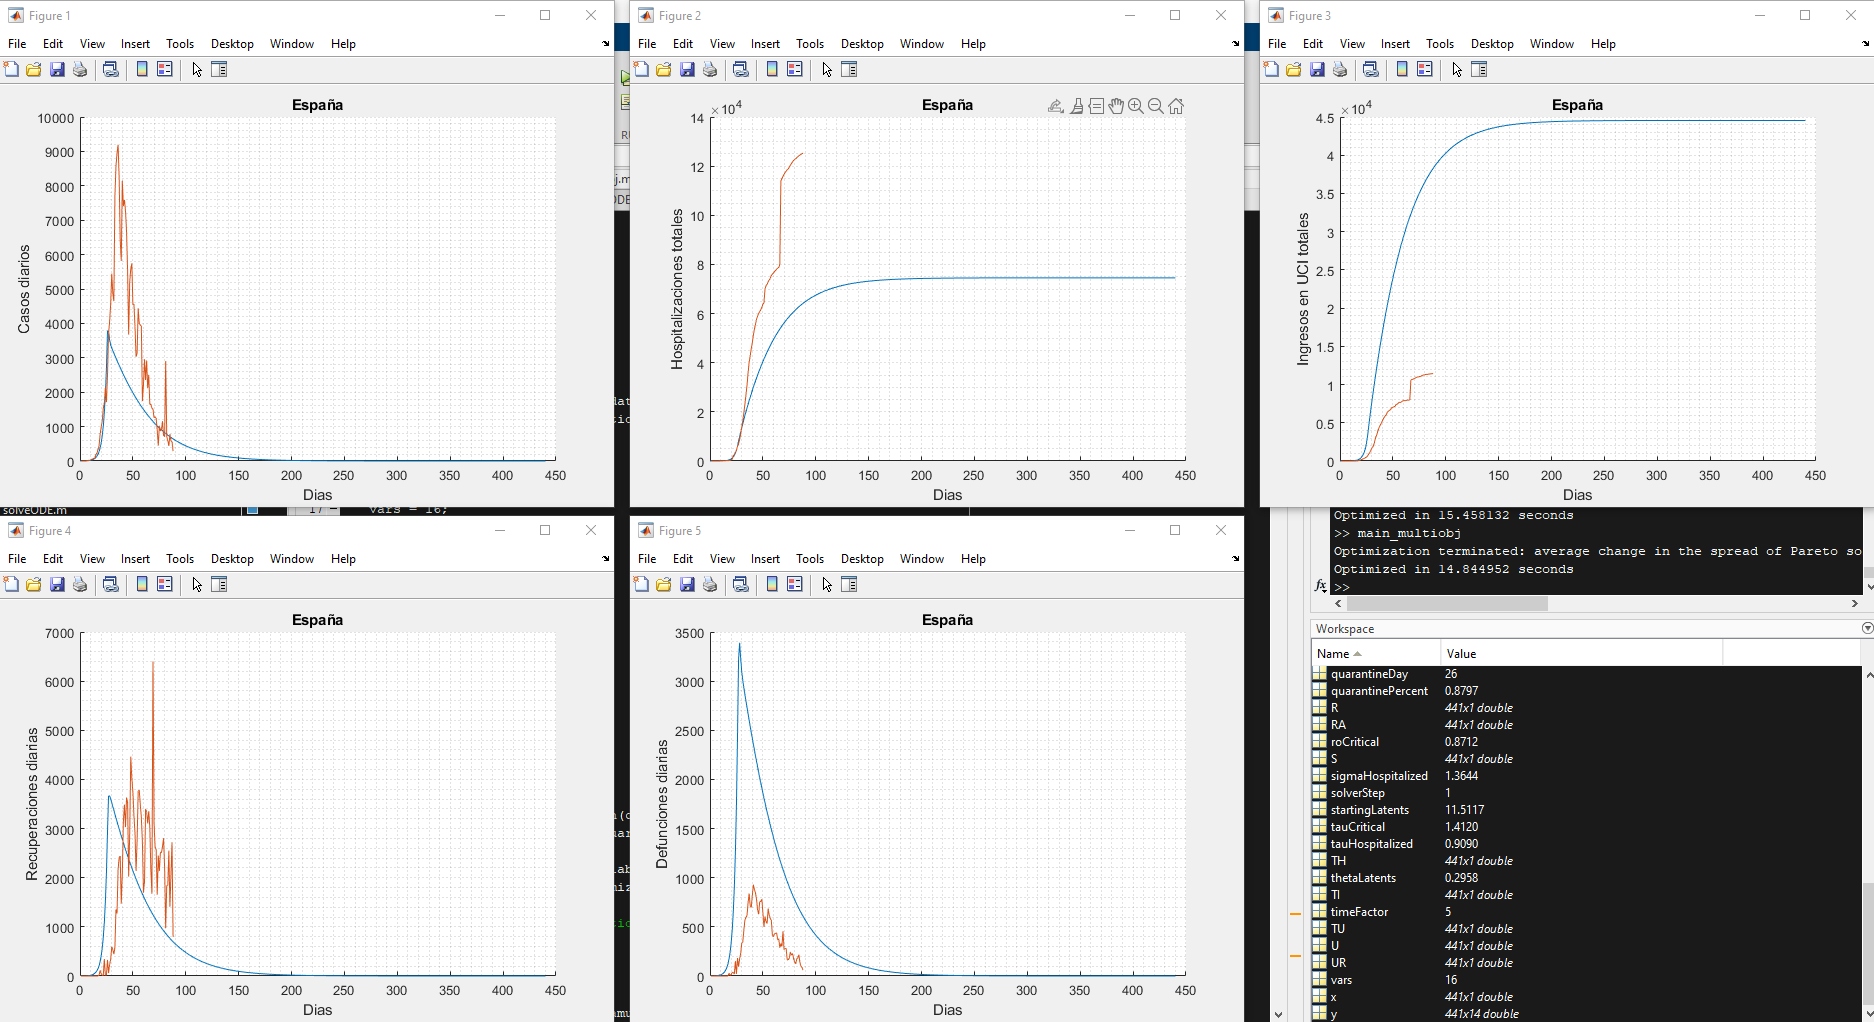 Figure 1
File Edit View Insert Tools Desktop Window Help
España
10000
9000
8000
7000
6000
5000
4000
3000
2000
1000
0
Casos diarios
0 50 100 150 200 250 300 350 400 450
Dias
Figure 2
File Edit View Insert Tools Desktop Window Help
×10^4
España
14
12
10
8
6
4
2
0
Hospitalizaciones totales
0 50 100 150 200 250 300 350 400 450
Dias
Figure 3
File Edit View Insert Tools Desktop Window Help
×10^4
España
4.5
4
3.5
3
2.5
2
1.5
1
0.5
0
Ingresos en UCI totales
0 50 100 150 200 250 300 350 400 450
Dias
solveODE.m
17 vars = 16;
Figure 4
File Edit View Insert Tools Desktop Window Help
España
7000
6000
5000
4000
3000
2000
1000
0
Recuperaciones diarias
0 50 100 150 200 250 300 350 400 450
Dias
Figure 5
File Edit View Insert Tools Desktop Window Help
España
3500
3000
2500
2000
1500
1000
500
0
Defunciones diarias
0 50 100 150 200 250 300 350 400 450
Dias
Optimized in 15.458132 seconds
>> main_multiobj
Optimization terminated: average change in the spread of Pareto so
Optimized in 14.844952 seconds
fx >>
Workspace
Name Value
quarantineDay 26
quarantinePercent 0.8797
R 441x1 double
RA 441x1 double
roCritical 0.8712
S 441x1 double
sigmaHospitalized 1.3644
solverStep 1
startingLatents 11.5117
tauCritical 1.4120
tauHospitalized 0.9090
TH 441x1 double
thetaLatents 0.2958
TI 441x1 double
timeFactor 5
TU 441x1 double
U 441x1 double
UR 441x1 double
vars 16
x 441x1 double
y 441x14 double